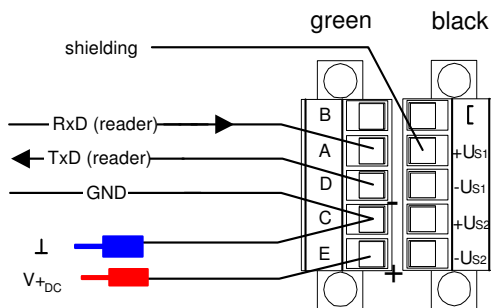 green black
shielding
B [
RxD (reader) A +US1
TxD (reader) D -US1
-
GND C +US2
⊥
E -US2
V+DC +